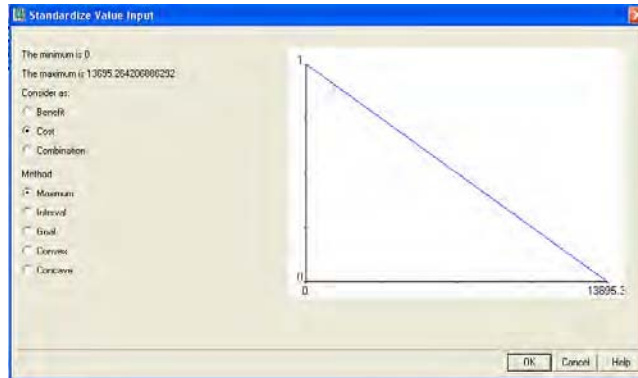 Standardize Value Input
The minimum is 0
The maximum is 13695.264206886292
Consider as:
Benefit
Cost
Combination
Method
Maximum
Interval
Goal
Convex
Concave
1
0
0
13695.3
OK Cancel Help